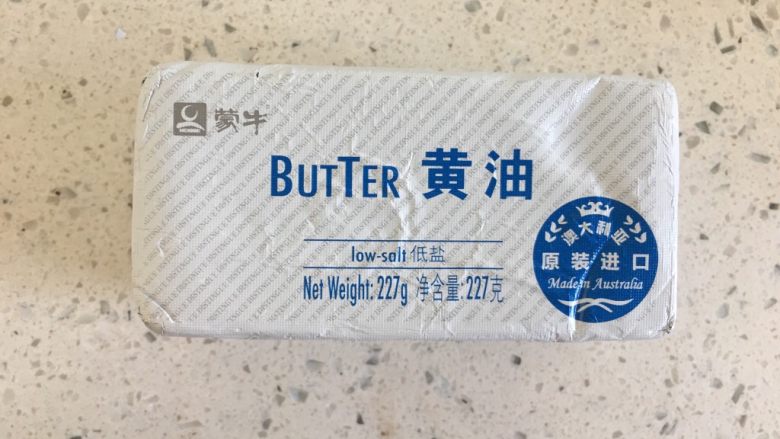 蒙牛
BUTTER 黄油
low-salt 低盐
Net Weight: 227g 净含量: 227克
澳大利亚
原装进口
Made in Australia